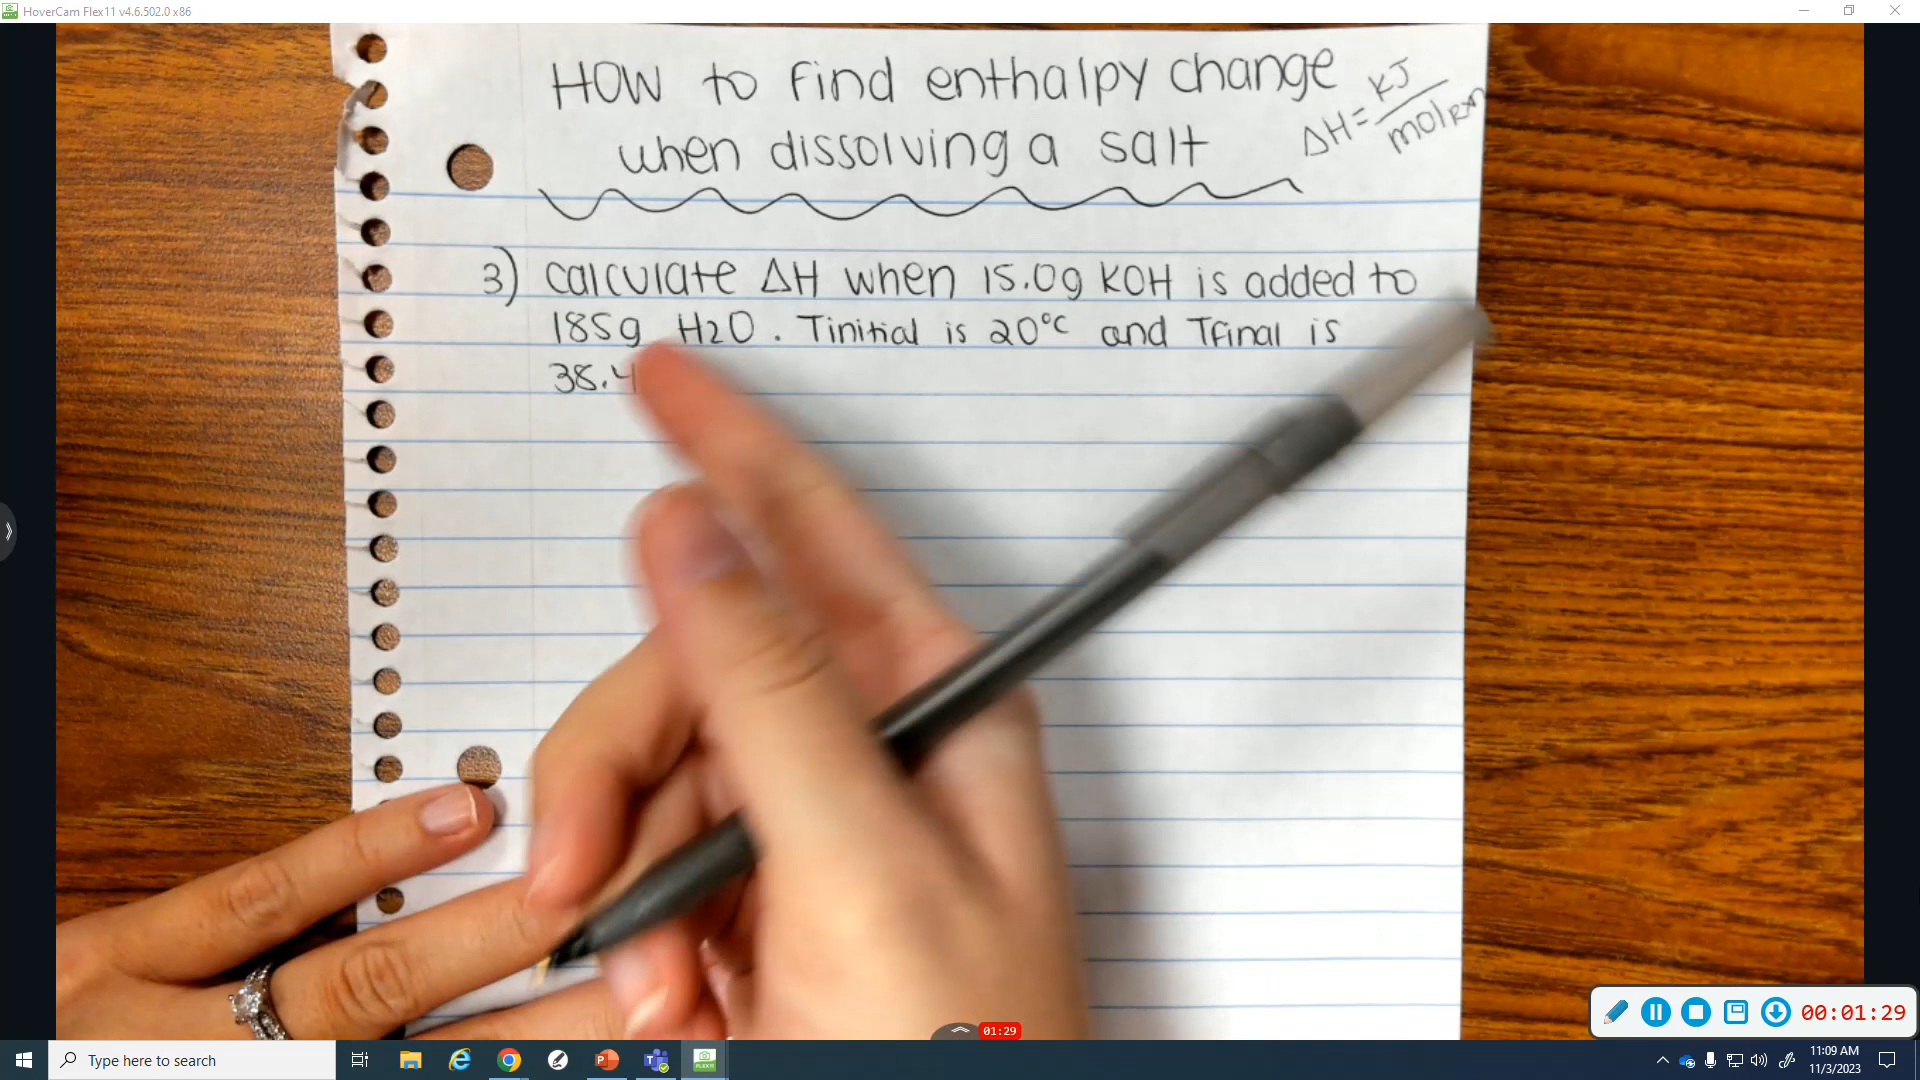 HoverCam Flex11 v4.6.502.0 x86
HOW to find enthalpy change
when dissolving a salt
ΔH = kJ
mol rxn
3) Calculate ΔH when 15.0g KOH is added to
185g H2O. Tinitial is 20°C and Tfinal is
38.4
01:29
00:01:29
Type here to search
11:09 AM
11/3/2023